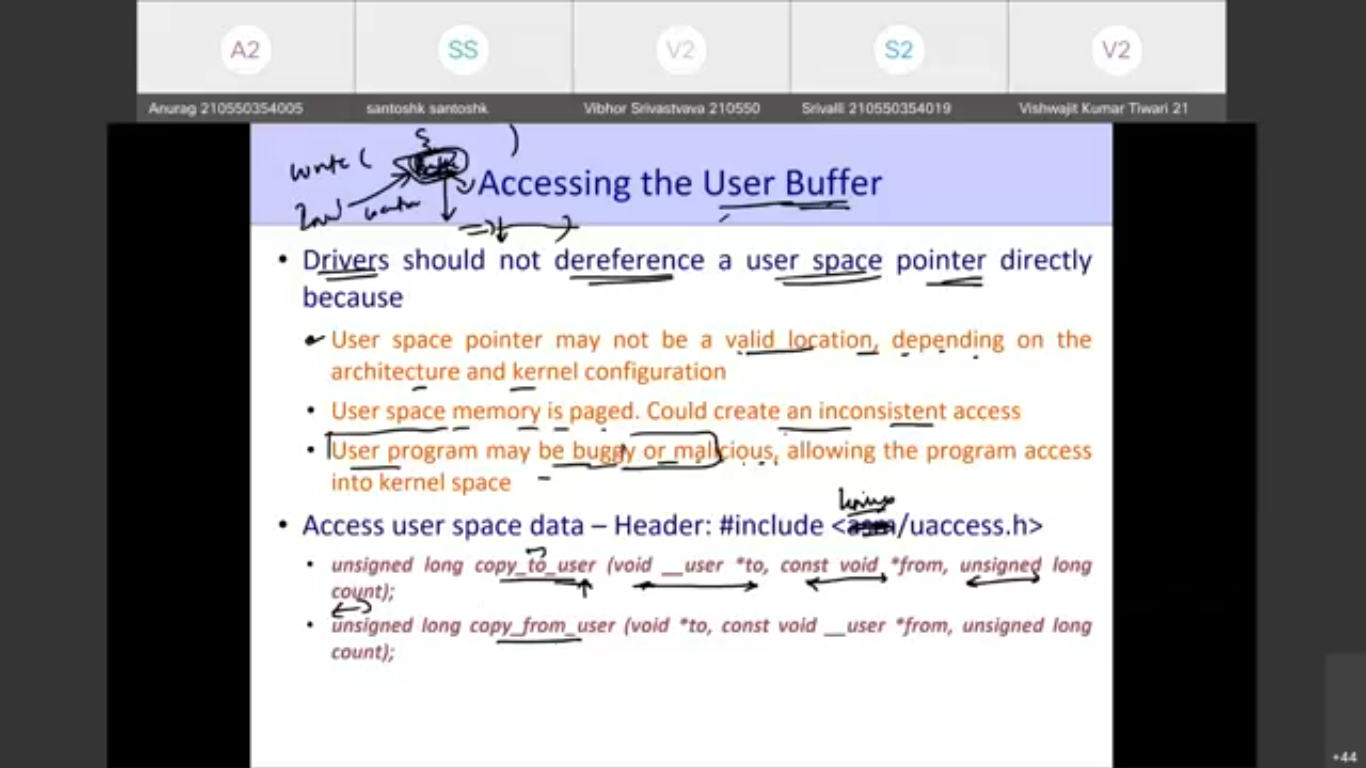 A2 SS V2 S2 V2
Anurag 210550354005 santoshk santoshk Vibhor Srivastava 210550 Srivalli 210550354019 Vishwajit Kumar Tiwari 21
write ( )
2nd
Accessing the User Buffer
• Drivers should not dereference a user space pointer directly
because
• User space pointer may not be a valid location, depending on the
architecture and kernel configuration
• User space memory is paged. Could create an inconsistent access
• User program may be buggy or malicious, allowing the program access
into kernel space
linux
• Access user space data – Header: #include <asm/uaccess.h>
• unsigned long copy_to_user (void __user *to, const void *from, unsigned long
count);
• unsigned long copy_from_user (void *to, const void __user *from, unsigned long
count);
+44